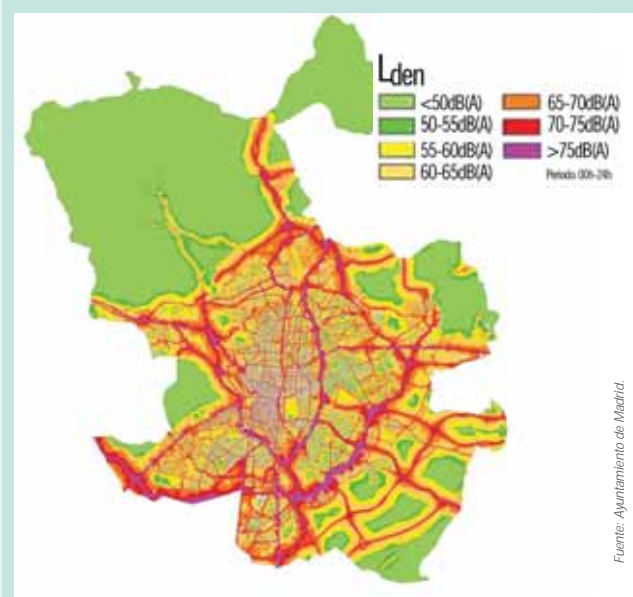 Lden
<50dB(A)
50-55dB(A)
55-60dB(A)
60-65dB(A)
65-70dB(A)
70-75dB(A)
>75dB(A)
Periodo 00h-24h
Fuente: Ayuntamiento de Madrid.